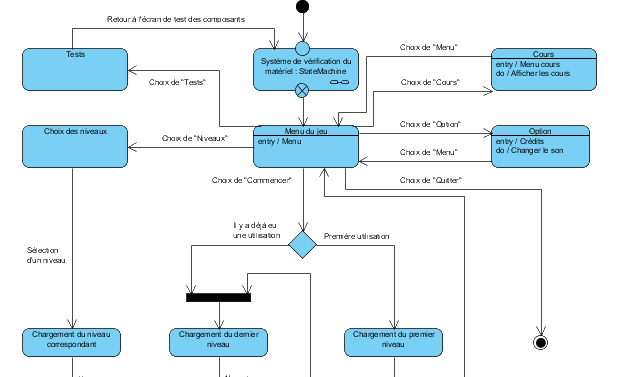 Retour à l'écran de test des composants
Tests
Système de vérification du
matériel : StateMachine
Choix de "Menu"
Cours
entry / Menu cours
do / Afficher les cours
Choix de "Tests"
Choix de "Cours"
Choix des niveaux
Choix de "Niveaux"
Menu du jeu
entry / Menu
Choix de "Option"
Option
entry / Crédits
do / Changer le son
Choix de "Menu"
Choix de "Commencer"
Choix de "Quitter"
Il y a déjà eu
une utilisation
Première utilisation
Sélection
d'un niveau
Chargement du niveau
correspondant
Chargement du dernier
niveau
Chargement du premier
niveau